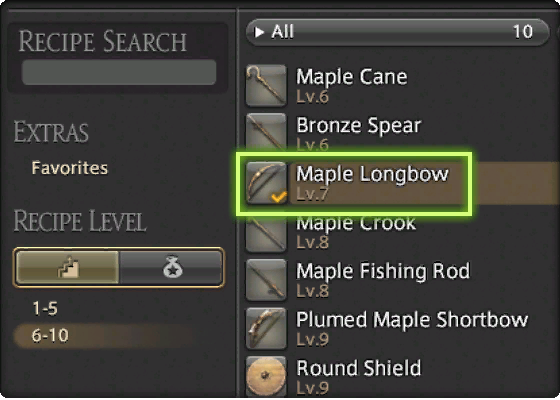 RECIPE SEARCH
EXTRAS
Favorites
RECIPE LEVEL
1-5
6-10
All 10
Maple Cane
Lv.6
Bronze Spear
Lv.6
Maple Longbow
Lv.7
Maple Crook
Lv.8
Maple Fishing Rod
Lv.8
Plumed Maple Shortbow
Lv.9
Round Shield
Lv.9